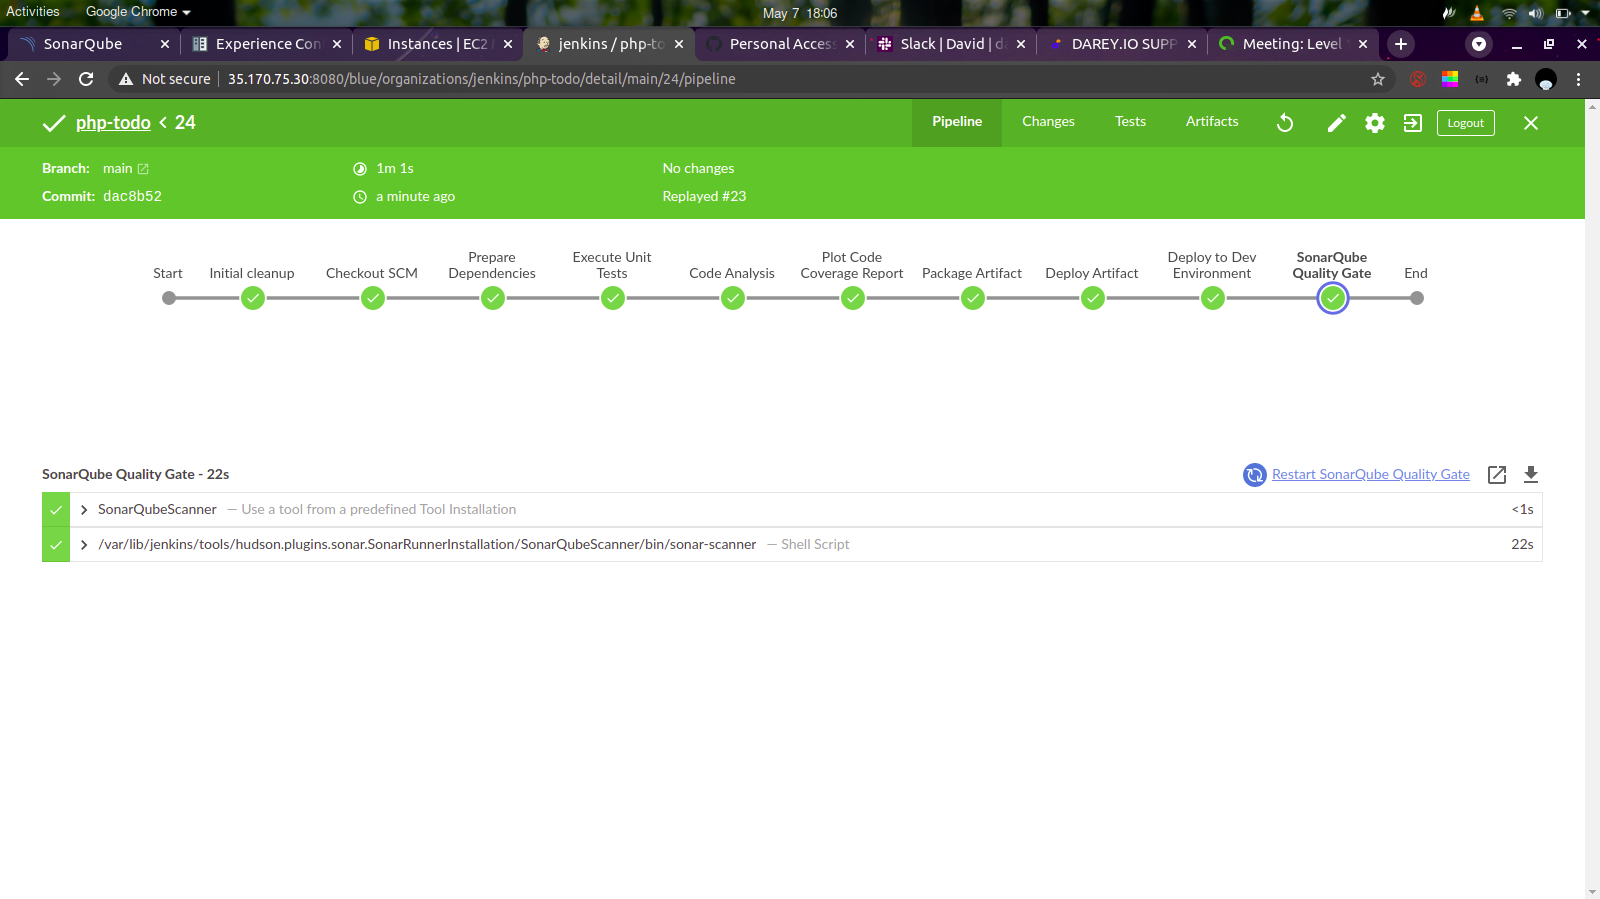 Activities Google Chrome May 7 18:06
SonarQube Experience Con Instances | EC2 jenkins / php-to Personal Access Slack | David | d DAREY.IO SUPP Meeting: Level
Not secure 35.170.75.30:8080/blue/organizations/jenkins/php-todo/detail/main/24/pipeline
php-todo < 24 Pipeline Changes Tests Artifacts Logout
Branch: main 1m 1s No changes
Commit: dac8b52 a minute ago Replayed #23
Start
Initial cleanup
Checkout SCM
Prepare
Dependencies
Execute Unit
Tests
Code Analysis
Plot Code
Coverage Report
Package Artifact
Deploy Artifact
Deploy to Dev
Environment
SonarQube
Quality Gate
End
SonarQube Quality Gate - 22s Restart SonarQube Quality Gate
SonarQubeScanner — Use a tool from a predefined Tool Installation <1s
/var/lib/jenkins/tools/hudson.plugins.sonar.SonarRunnerInstallation/SonarQubeScanner/bin/sonar-scanner — Shell Script 22s